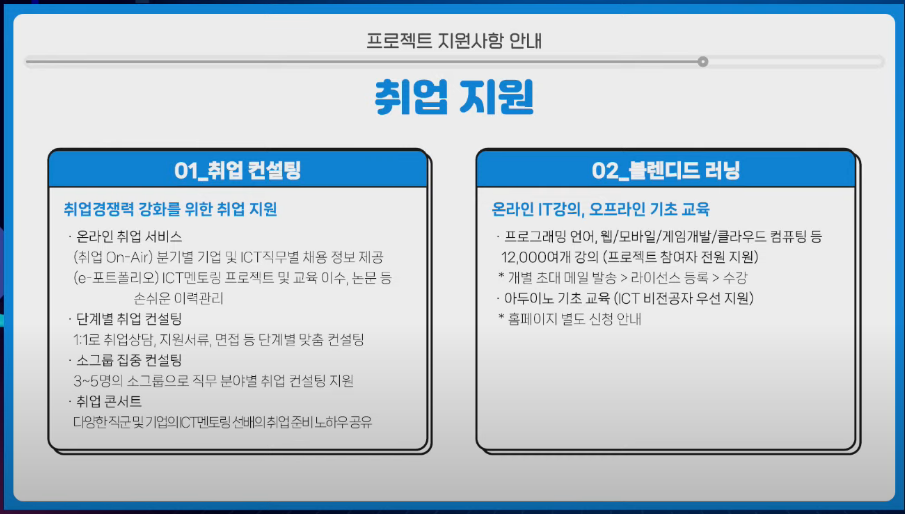 프로젝트 지원사항 안내
취업 지원
01_취업 컨설팅
취업경쟁력 강화를 위한 취업 지원
· 온라인 취업 서비스
(취업 On-Air) 분기별 기업 및 ICT직무별 채용 정보 제공
(e-포트폴리오) ICT멘토링 프로젝트 및 교육 이수, 논문 등
손쉬운 이력관리
· 단계별 취업 컨설팅
1:1로 취업상담, 지원서류, 면접 등 단계별 맞춤 컨설팅
· 소그룹 집중 컨설팅
3~5명의 소그룹으로 직무 분야별 취업 컨설팅 지원
· 취업 콘서트
다양한 직군 및 기업의 ICT멘토링 선배의 취업 준비 노하우 공유
02_블렌디드 러닝
온라인 IT강의, 오프라인 기초 교육
· 프로그래밍 언어, 웹/모바일/게임개발/클라우드 컴퓨팅 등
12,000여개 강의 (프로젝트 참여자 전원 지원)
* 개별 초대 메일 발송 > 라이선스 등록 > 수강
· 아두이노 기초 교육 (ICT 비전공자 우선 지원)
* 홈페이지 별도 신청 안내